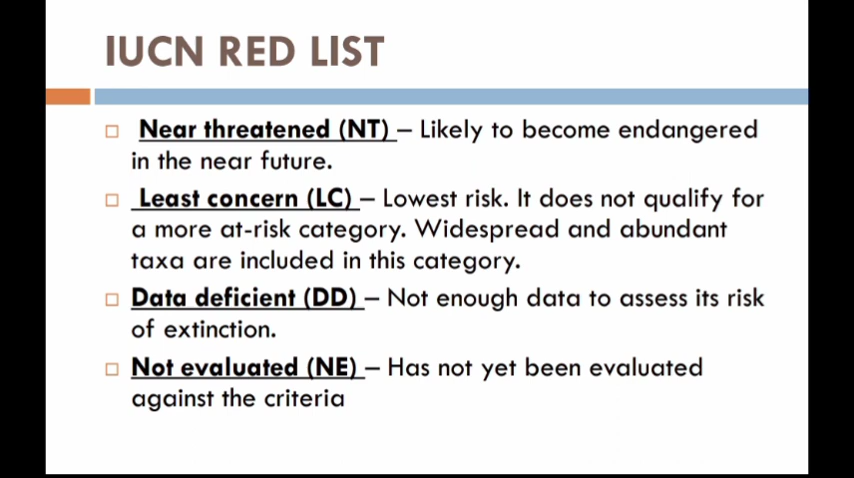 IUCN RED LIST
Near threatened (NT) – Likely to become endangered
in the near future.
Least concern (LC) – Lowest risk. It does not qualify for
a more at-risk category. Widespread and abundant
taxa are included in this category.
Data deficient (DD) – Not enough data to assess its risk
of extinction.
Not evaluated (NE) – Has not yet been evaluated
against the criteria